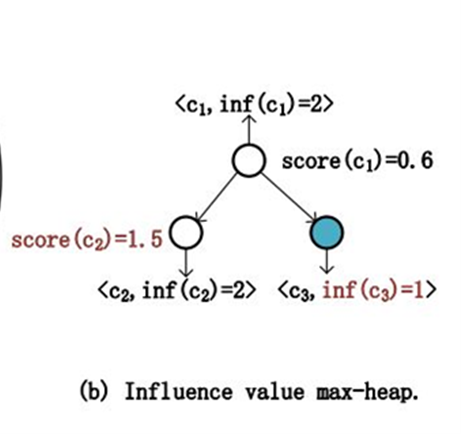 <c₁, inf(c₁)=2>
score(c₁)=0.6
score(c₂)=1.5
<c₂, inf(c₂)=2> <c₃, inf(c₃)=1>
(b) Influence value max-heap.